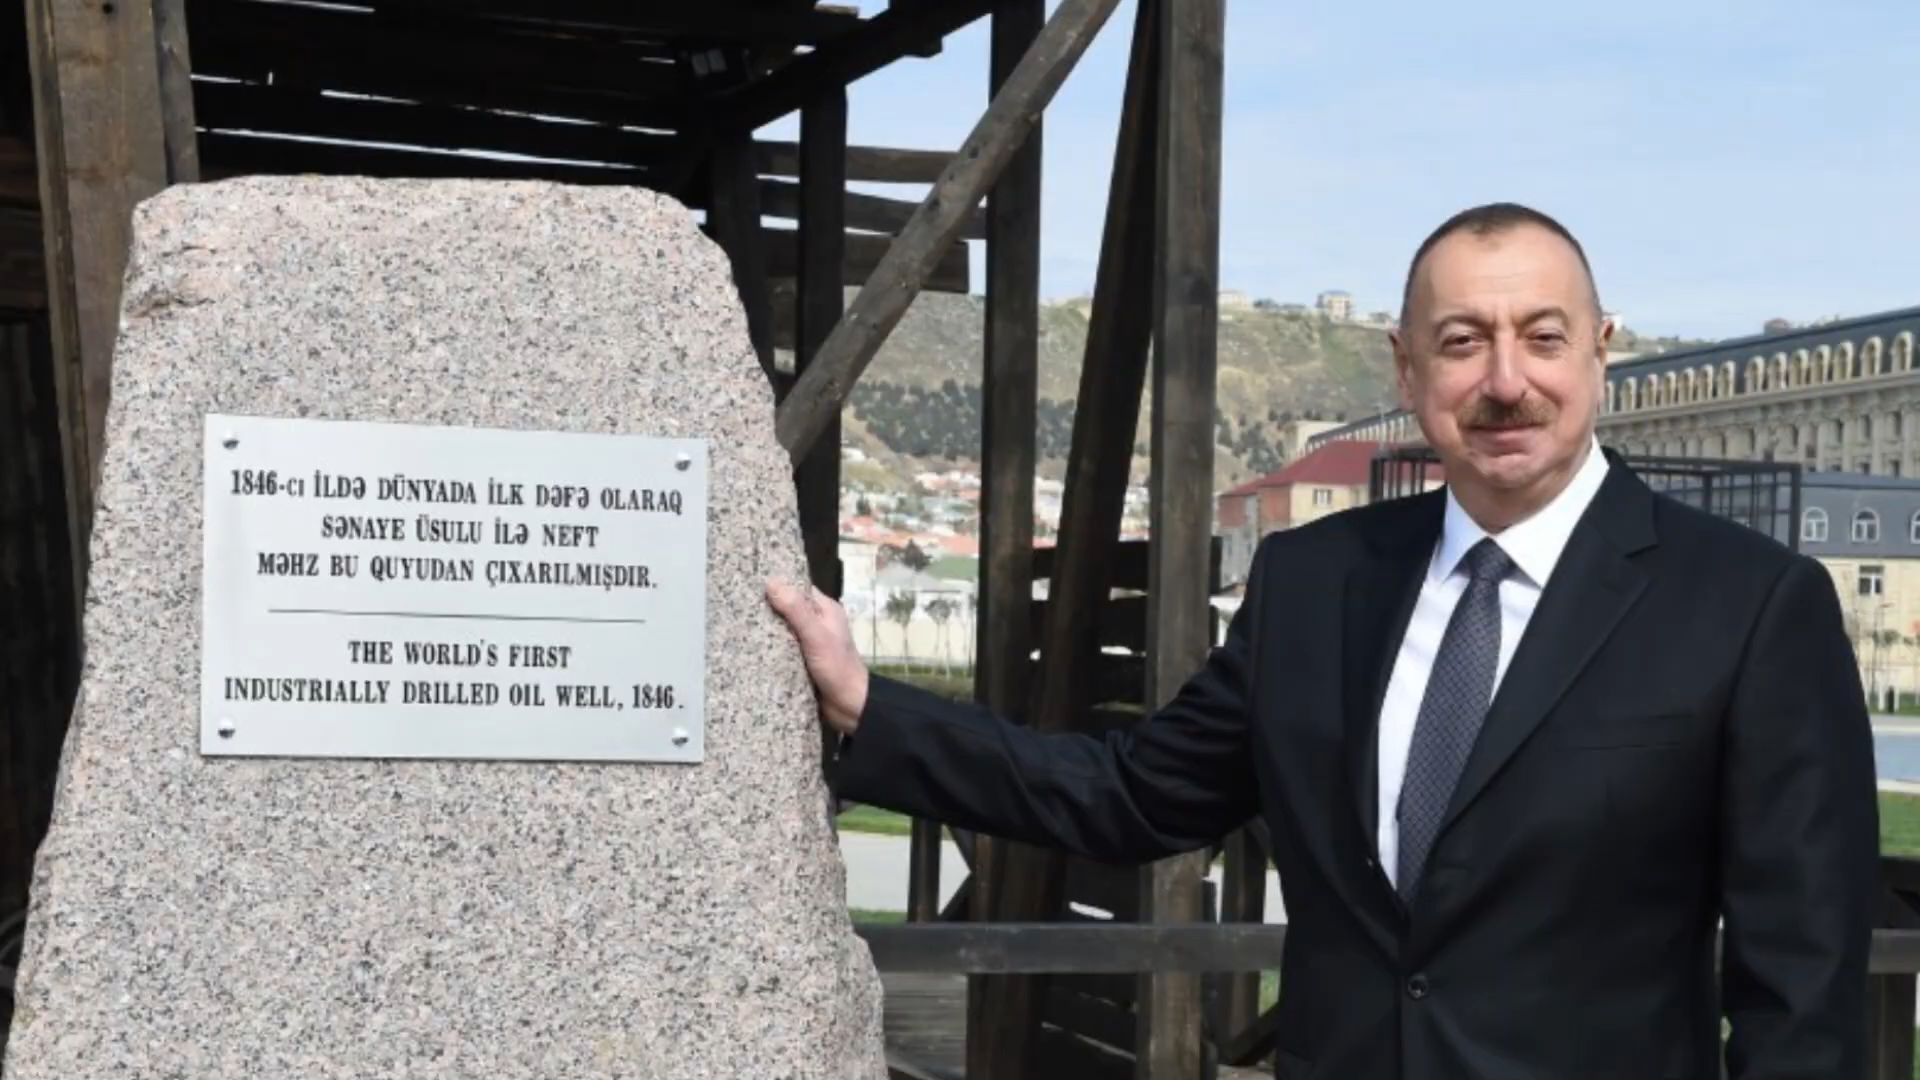 1846-CI İLDƏ DÜNYADA İLK DƏFƏ OLARAQ
SƏNAYE ÜSULU İLƏ NEFT
MƏHZ BU QUYUDAN ÇIXARILMIŞDIR.
THE WORLD'S FIRST
INDUSTRIALLY DRILLED OIL WELL, 1846.